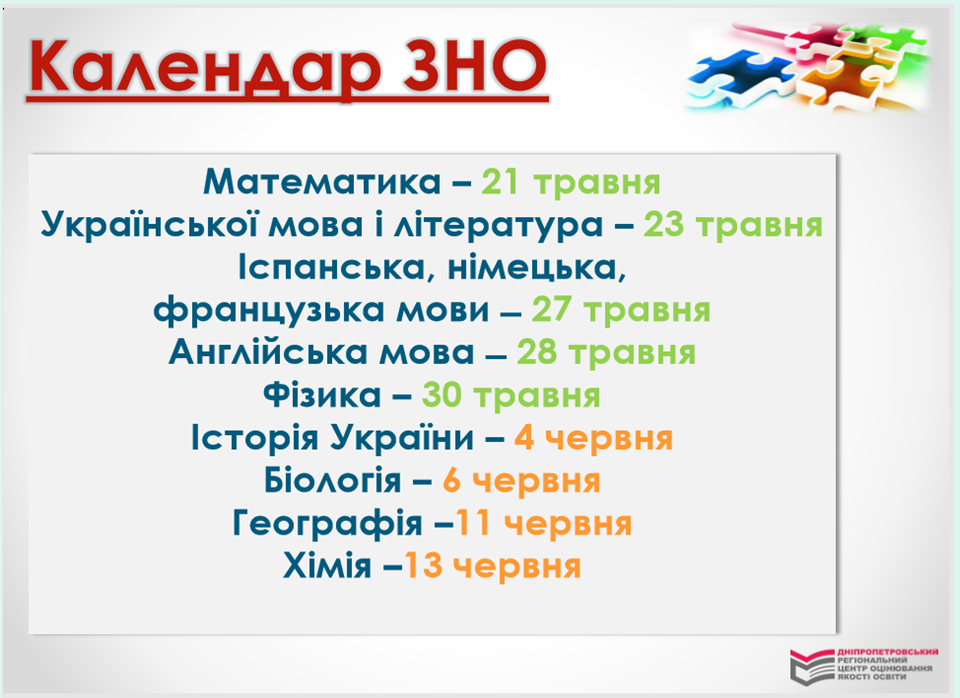 Календар ЗНО
Математика – 21 травня
Української мова і література – 23 травня
Іспанська, німецька,
французька мови – 27 травня
Англійська мова – 28 травня
Фізика – 30 травня
Історія України – 4 червня
Біологія – 6 червня
Географія –11 червня
Хімія –13 червня
ДНІПРОПЕТРОВСЬКИЙ
РЕГІОНАЛЬНИЙ
ЦЕНТР ОЦІНЮВАННЯ
ЯКОСТІ ОСВІТИ